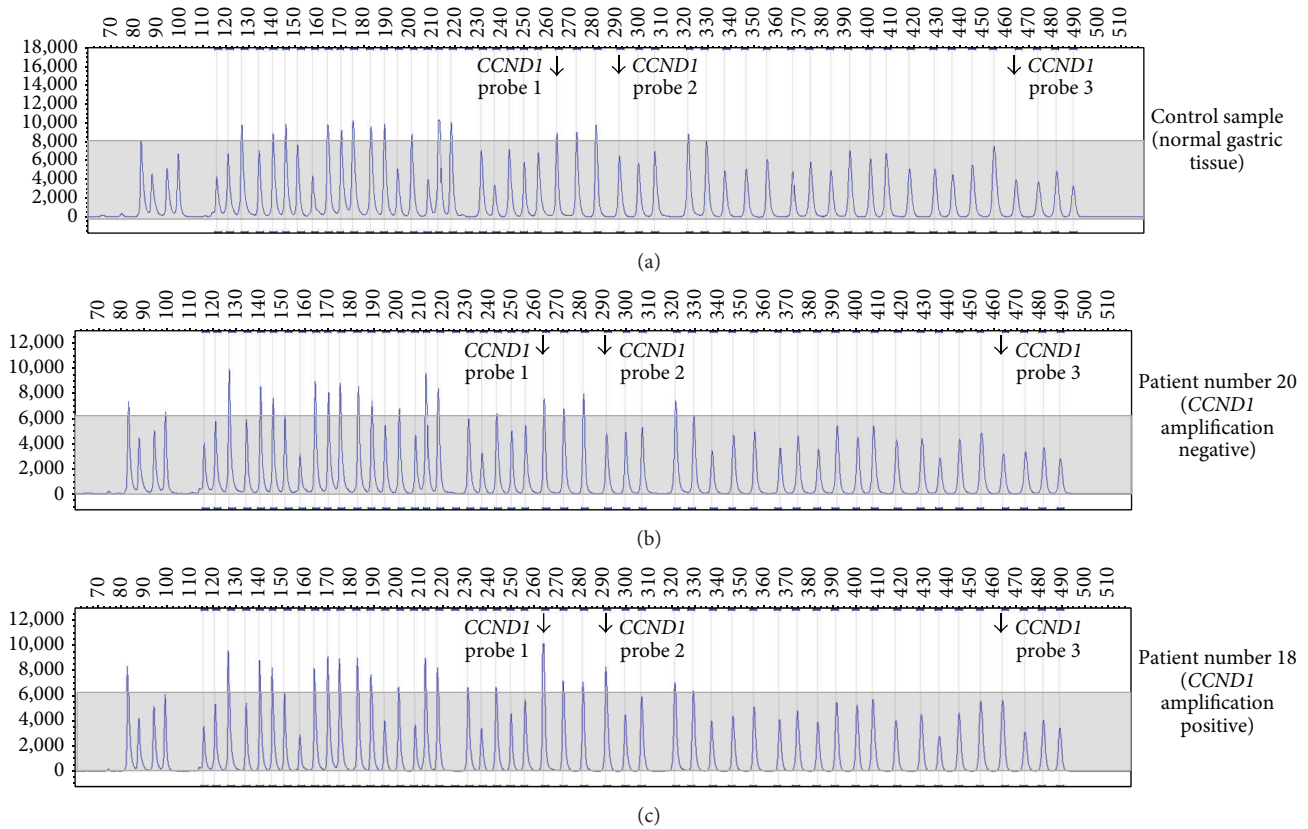 70 80 90 100 110 120 130 140 150 160 170 180 190 200 210 220 230 240 250 260 270 280 290 300 310 320 330 340 350 360 370 380 390 400 410 420 430 440 450 460 470 480 490 500 510
18,000
16,000
14,000
12,000
10,000
8,000
6,000
4,000
2,000
0
CCND1
probe 1
CCND1
probe 2
CCND1
probe 3
Control sample
(normal gastric
tissue)
(a)
70 80 90 100 110 120 130 140 150 160 170 180 190 200 210 220 230 240 250 260 270 280 290 300 310 320 330 340 350 360 370 380 390 400 410 420 430 440 450 460 470 480 490 500 510
12,000
10,000
8,000
6,000
4,000
2,000
0
CCND1
probe 1
CCND1
probe 2
CCND1
probe 3
Patient number 20
(CCND1
amplification
negative)
(b)
70 80 90 100 110 120 130 140 150 160 170 180 190 200 210 220 230 240 250 260 270 280 290 300 310 320 330 340 350 360 370 380 390 400 410 420 430 440 450 460 470 480 490 500 510
12,000
10,000
8,000
6,000
4,000
2,000
0
CCND1
probe 1
CCND1
probe 2
CCND1
probe 3
Patient number 18
(CCND1
amplification
positive)
(c)